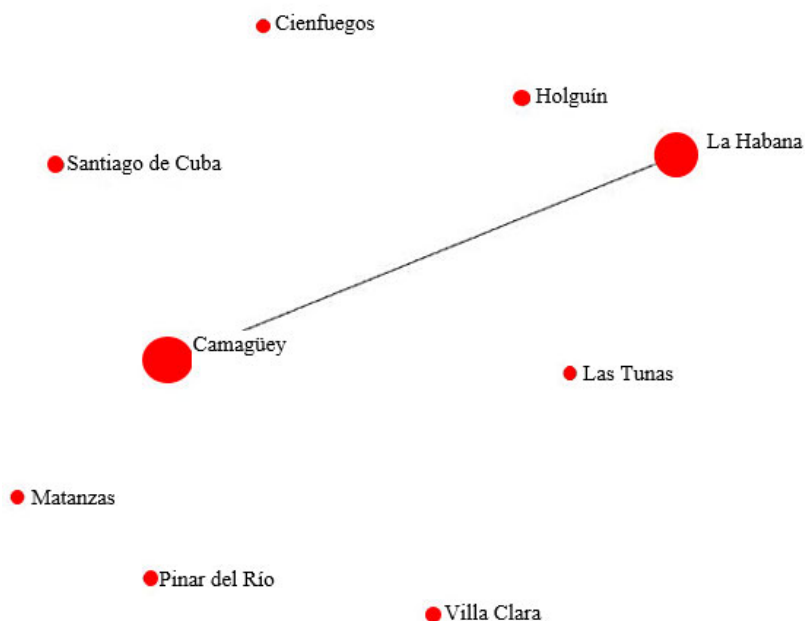 Cienfuegos
Holguín
La Habana
Santiago de Cuba
Camagüey
Las Tunas
Matanzas
Pinar del Río
Villa Clara